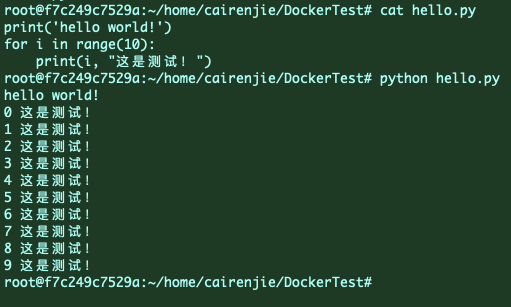 root@f7c249c7529a:~/home/cairenjie/DockerTest# cat hello.py
print('hello world!')
for i in range(10):
    print(i, "这是测试! ")
root@f7c249c7529a:~/home/cairenjie/DockerTest# python hello.py
hello world!
0 这是测试!
1 这是测试!
2 这是测试!
3 这是测试!
4 这是测试!
5 这是测试!
6 这是测试!
7 这是测试!
8 这是测试!
9 这是测试!
root@f7c249c7529a:~/home/cairenjie/DockerTest#